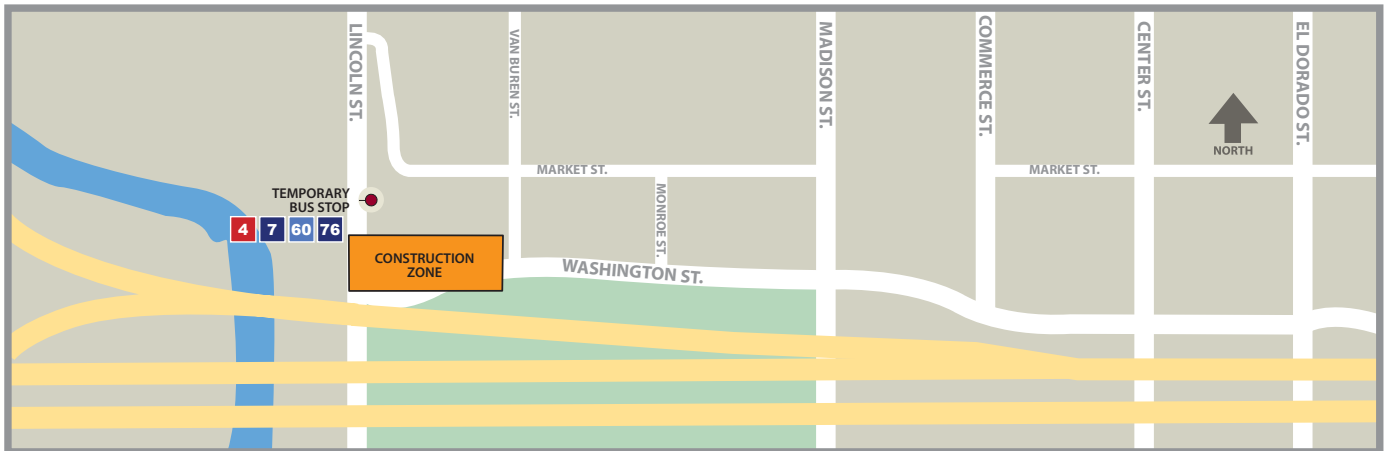 LINCOLN ST.
VAN BUREN ST.
MADISON ST.
COMMERCE ST.
CENTER ST.
EL DORADO ST.
NORTH
MARKET ST.
MARKET ST.
MONROE ST.
TEMPORARY
BUS STOP
4 7 60 76
CONSTRUCTION
ZONE
WASHINGTON ST.